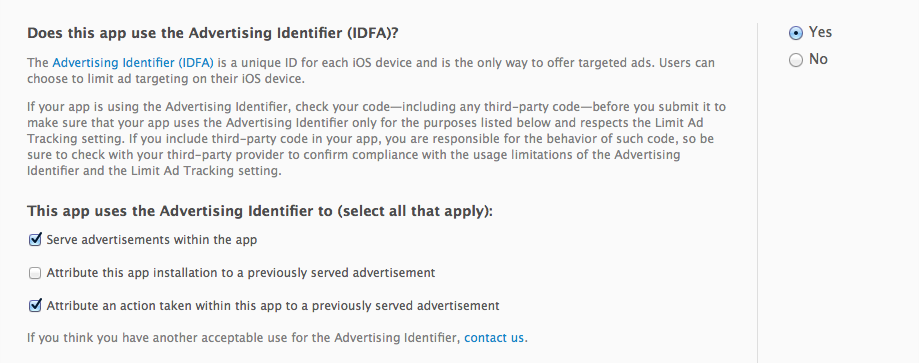 Does this app use the Advertising Identifier (IDFA)?
Yes
No
The Advertising Identifier (IDFA) is a unique ID for each iOS device and is the only way to offer targeted ads. Users can
choose to limit ad targeting on their iOS device.
If your app is using the Advertising Identifier, check your code—including any third-party code—before you submit it to
make sure that your app uses the Advertising Identifier only for the purposes listed below and respects the Limit Ad
Tracking setting. If you include third-party code in your app, you are responsible for the behavior of such code, so be
sure to check with your third-party provider to confirm compliance with the usage limitations of the Advertising
Identifier and the Limit Ad Tracking setting.
This app uses the Advertising Identifier to (select all that apply):
Serve advertisements within the app
Attribute this app installation to a previously served advertisement
Attribute an action taken within this app to a previously served advertisement
If you think you have another acceptable use for the Advertising Identifier, contact us.